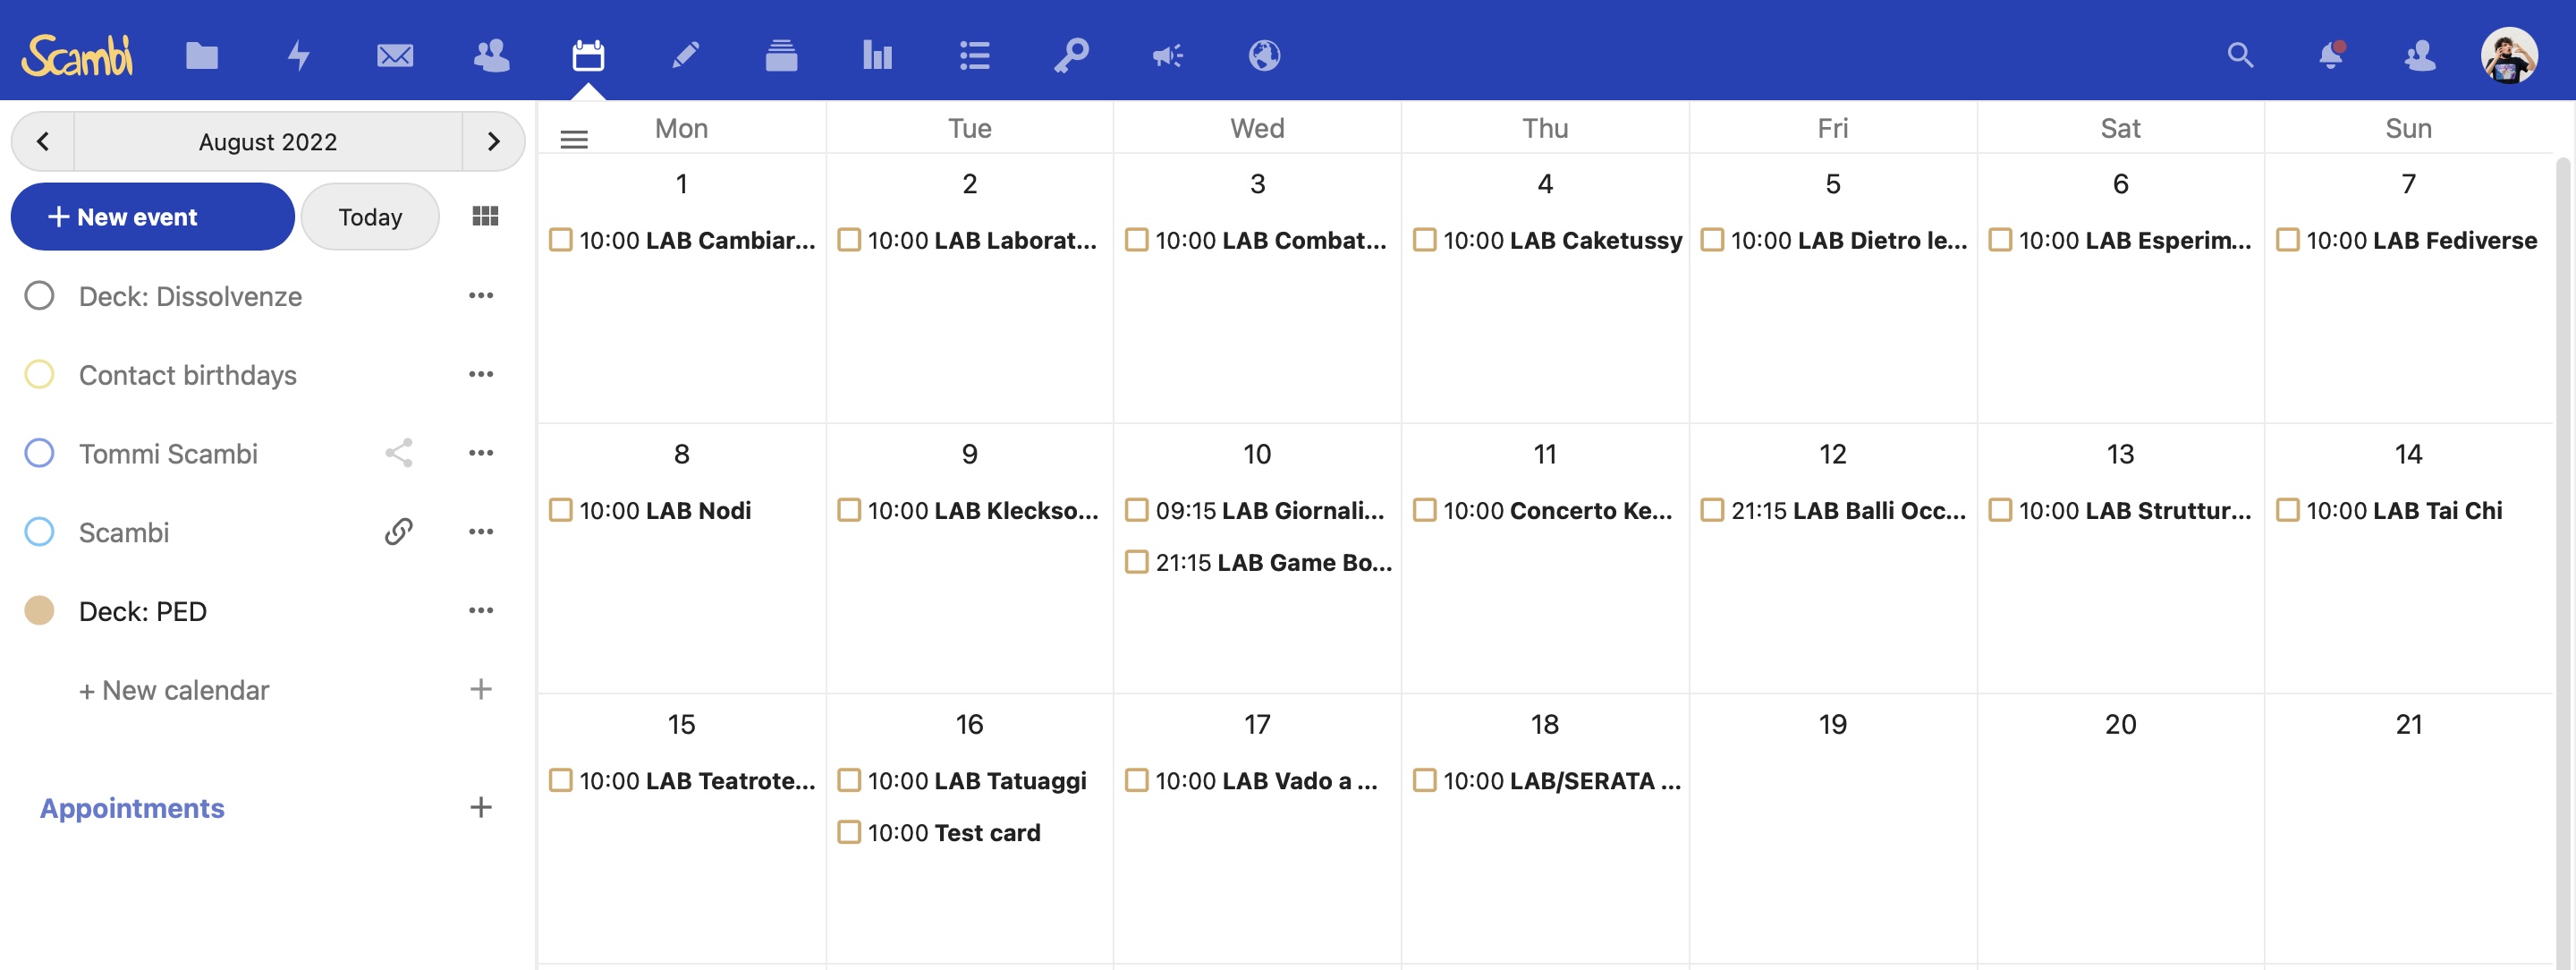 Scambi
August 2022
+ New event
Today
Deck: Dissolvenze
Contact birthdays
Tommi Scambi
Scambi
Deck: PED
+ New calendar
Appointments
Mon Tue Wed Thu Fri Sat Sun
1 2 3 4 5 6 7
10:00 LAB Cambiar... 10:00 LAB Laborat... 10:00 LAB Combat... 10:00 LAB Caketussy 10:00 LAB Dietro le... 10:00 LAB Esperim... 10:00 LAB Fediverse
8 9 10 11 12 13 14
10:00 LAB Nodi 10:00 LAB Kleckso... 09:15 LAB Giornali... 10:00 Concerto Ke... 21:15 LAB Balli Occ... 10:00 LAB Struttur... 10:00 LAB Tai Chi
21:15 LAB Game Bo...
15 16 17 18 19 20 21
10:00 LAB Teatrote... 10:00 LAB Tatuaggi 10:00 LAB Vado a ... 10:00 LAB/SERATA ...
10:00 Test card